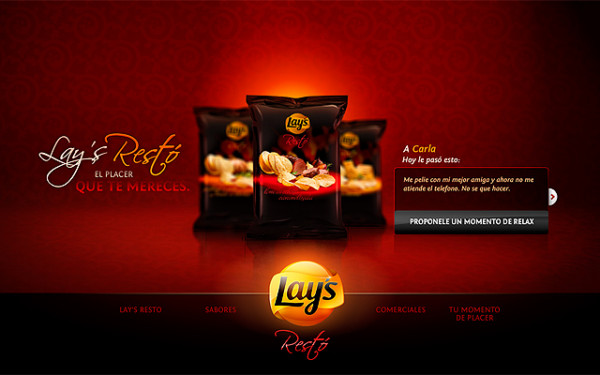 Lay's Restó
EL PLACER
QUE TE MERECES.
Lay's
A Carla
Hoy le pasó esto:
Me pelie con mi mejor amiga y ahora no me
atiende el telefono. No se que hacer.
PROPONELE UN MOMENTO DE RELAX
Lay's
Restó
LAY'S RESTO
SABORES
COMERCIALES
TU MOMENTO
DE PLACER